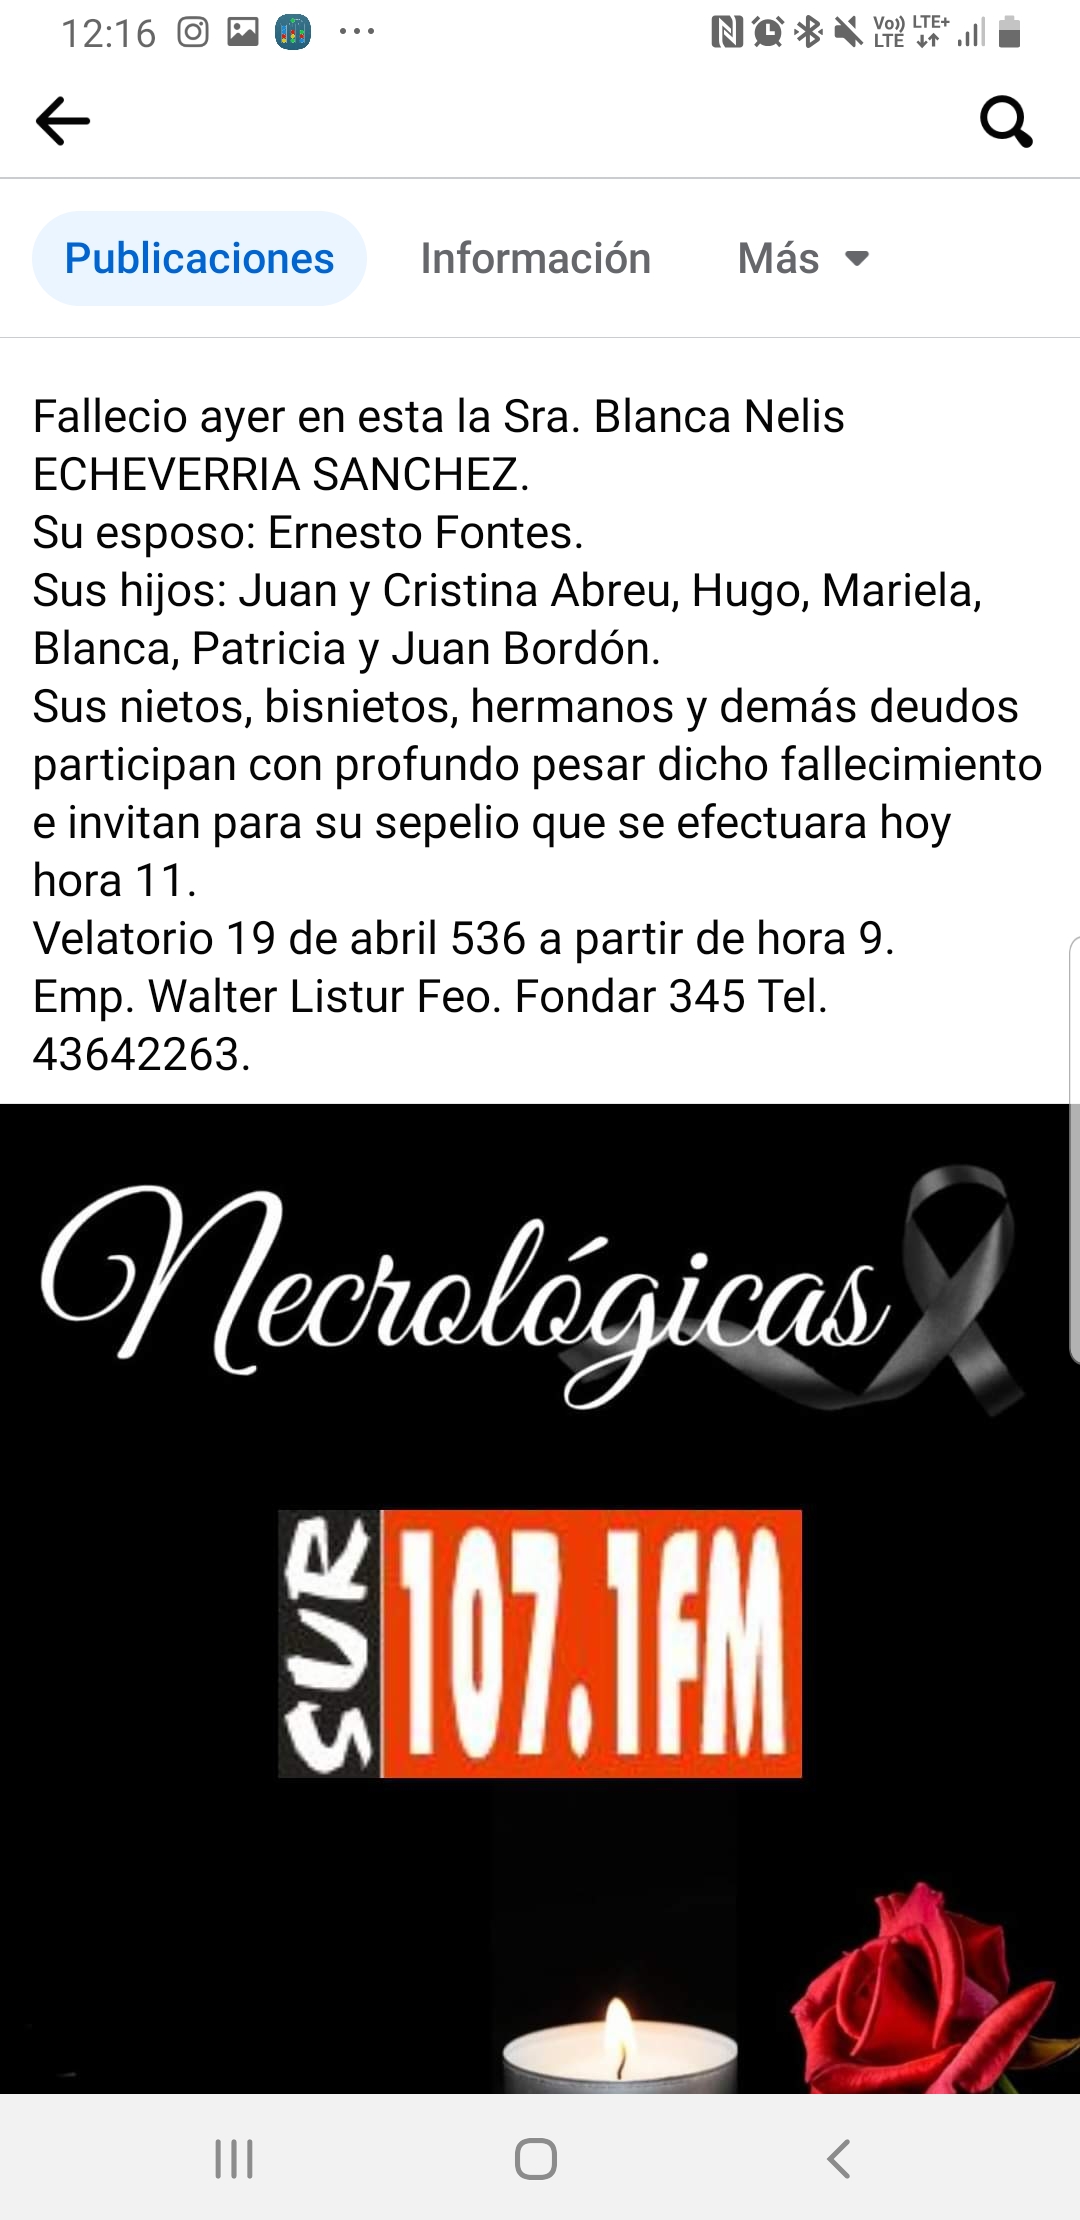 12:16
Vo)) LTE+
LTE
Publicaciones Información Más
Fallecio ayer en esta la Sra. Blanca Nelis
ECHEVERRIA SANCHEZ.
Su esposo: Ernesto Fontes.
Sus hijos: Juan y Cristina Abreu, Hugo, Mariela,
Blanca, Patricia y Juan Bordón.
Sus nietos, bisnietos, hermanos y demás deudos
participan con profundo pesar dicho fallecimiento
e invitan para su sepelio que se efectuara hoy
hora 11.
Velatorio 19 de abril 536 a partir de hora 9.
Emp. Walter Listur Feo. Fondar 345 Tel.
43642263.
Necrológicas
SUR
107.1FM